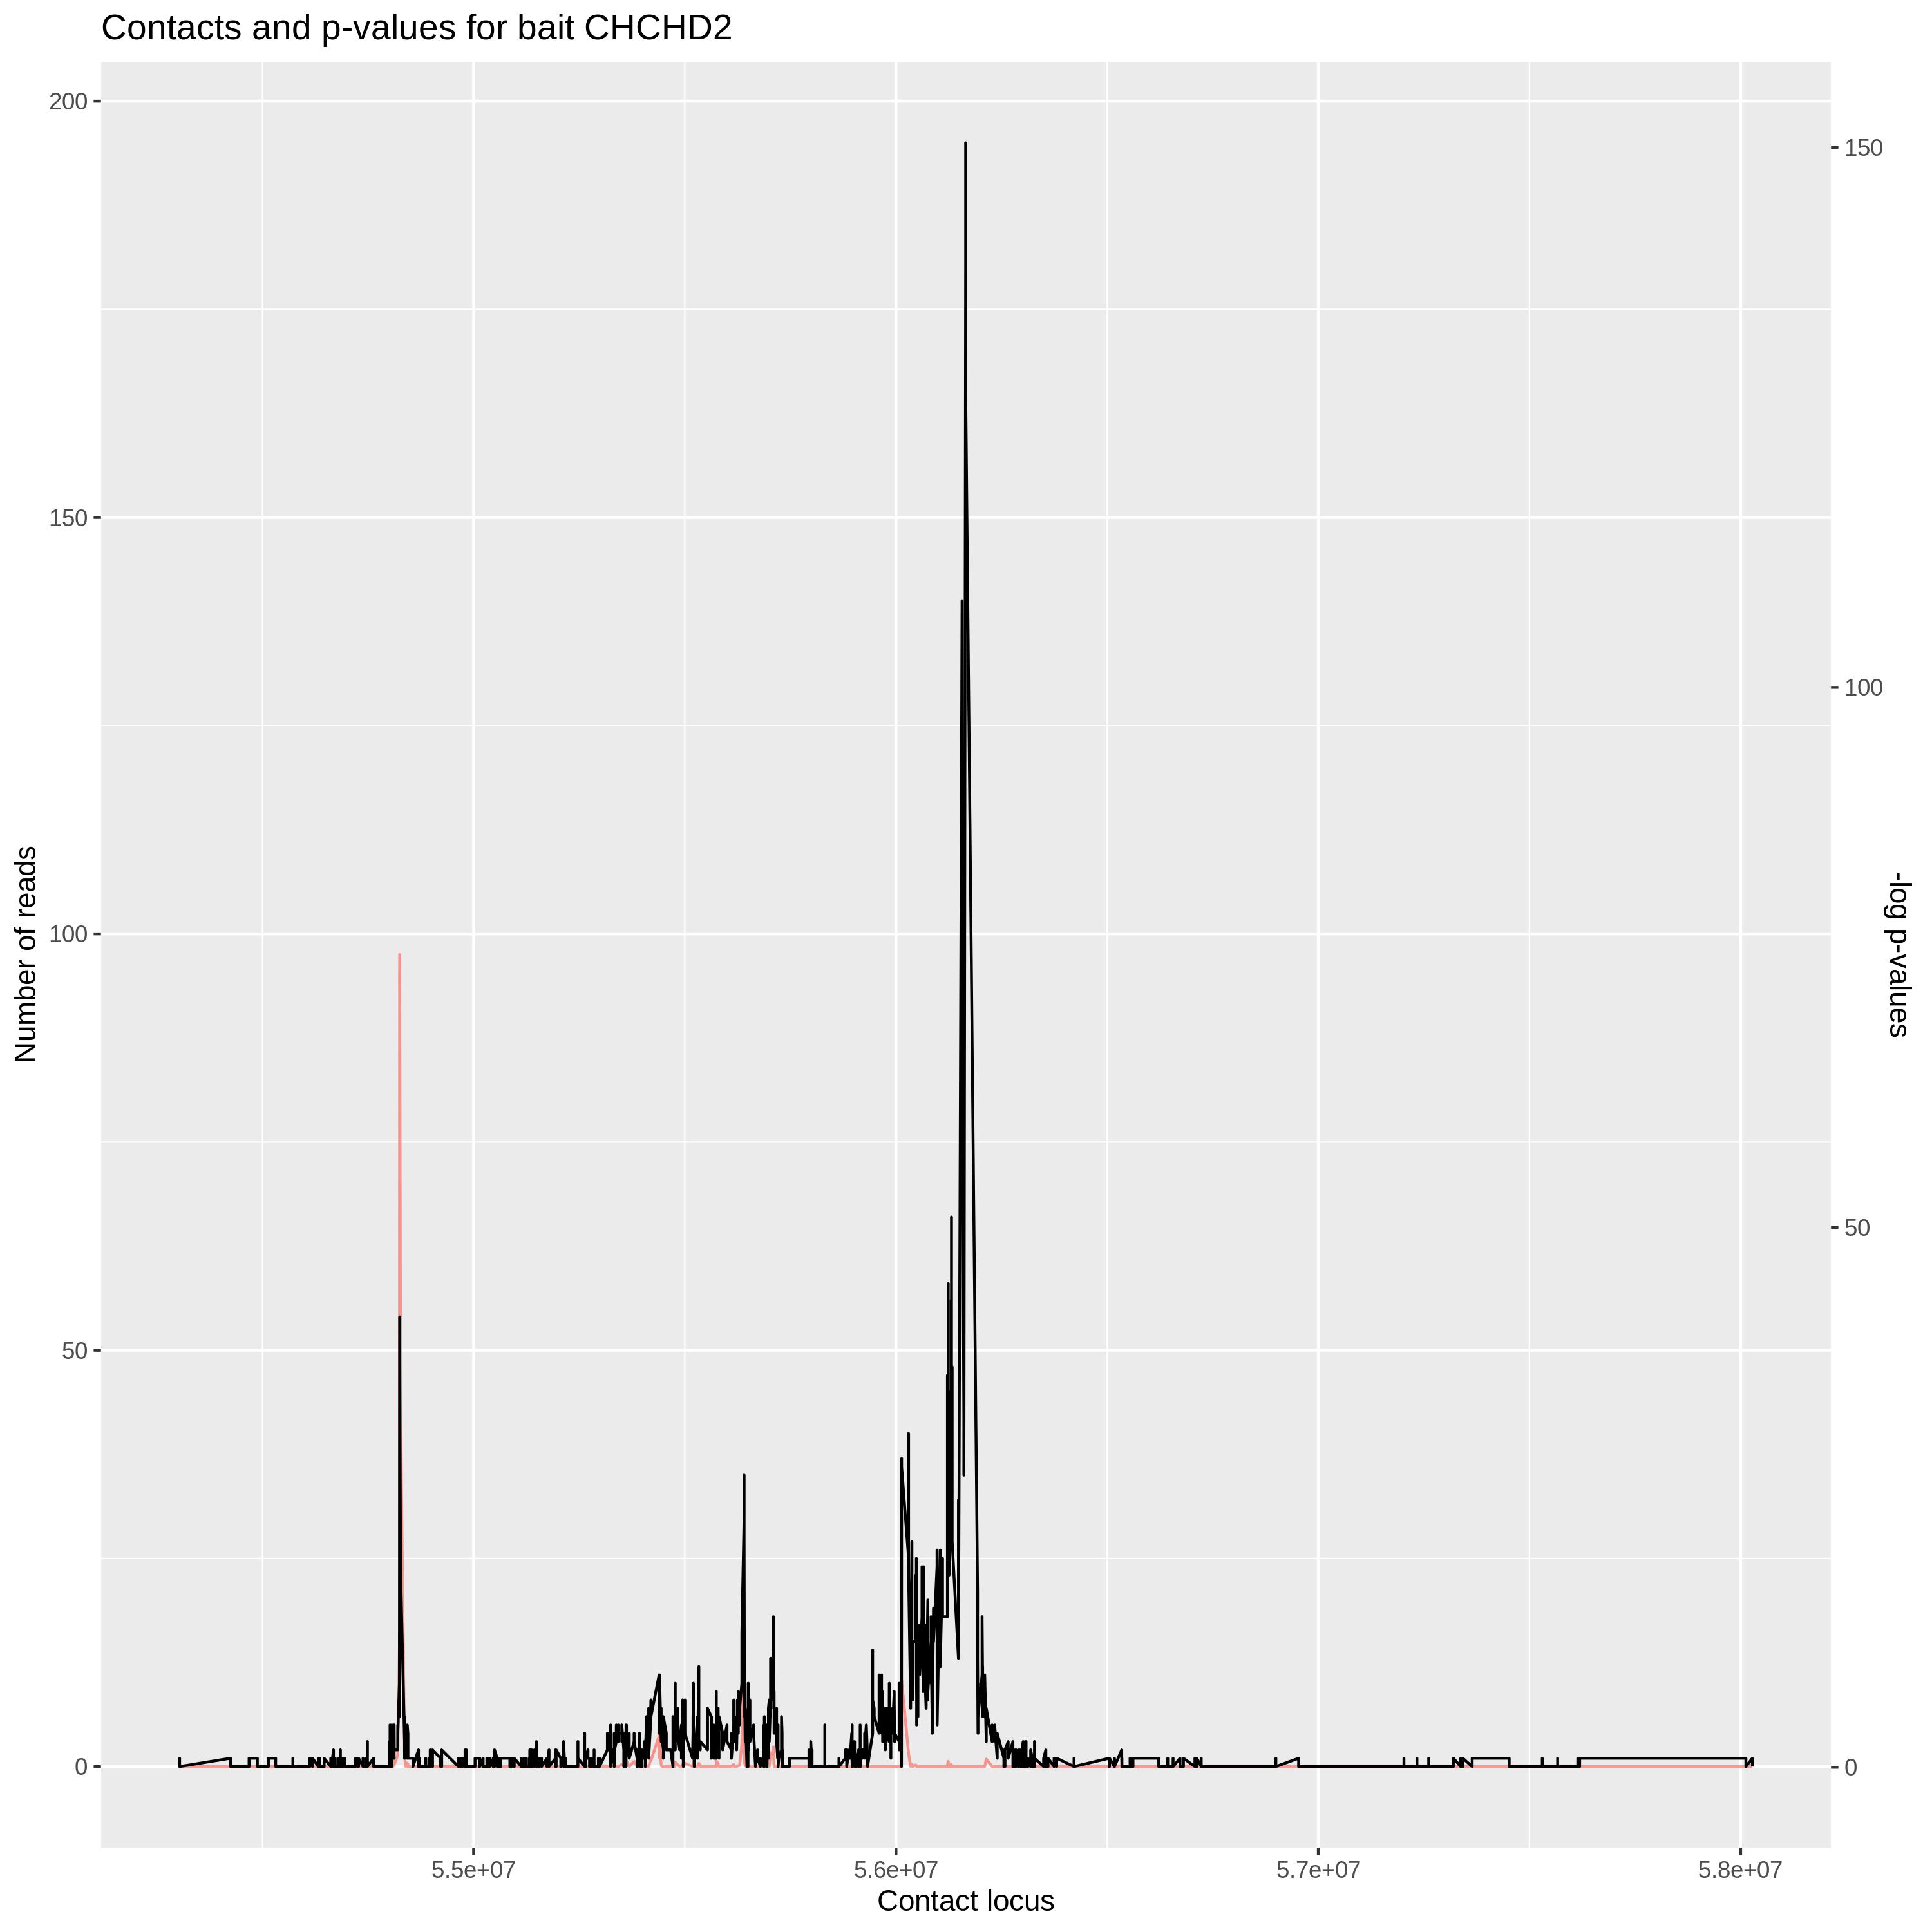 Contacts and p-values for bait CHCHD2
200
150
100
50
0
Number of reads
150
100
50
0
-log p-values
5.5e+07 5.6e+07 5.7e+07 5.8e+07
Contact locus